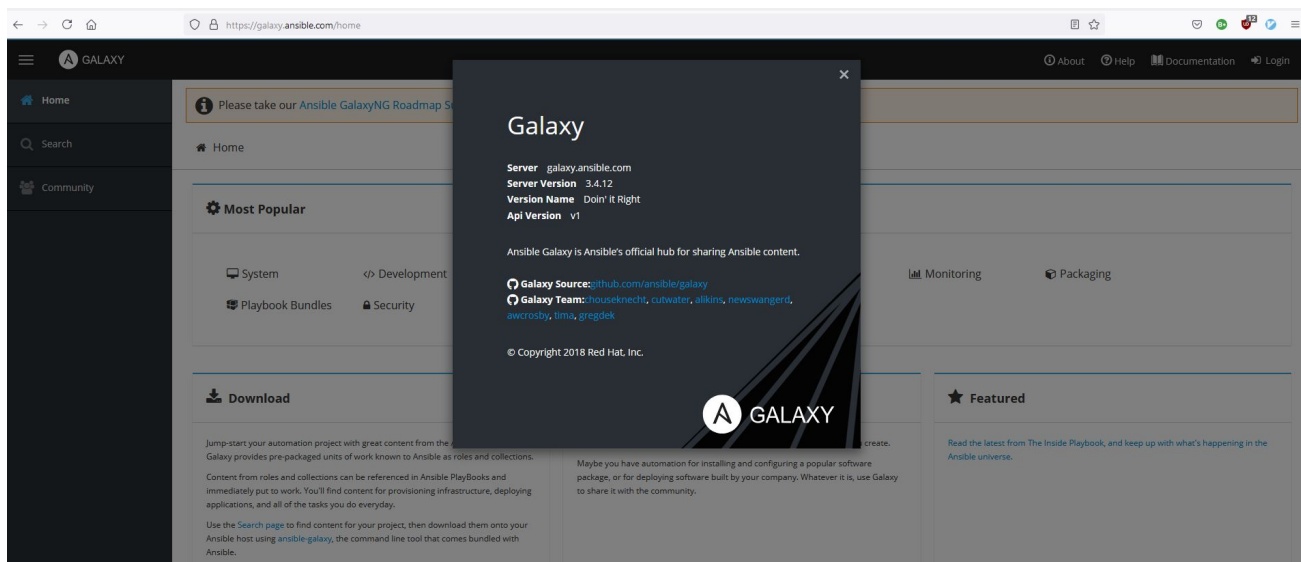 https://galaxy.ansible.com/home
12
GALAXY
About Help Documentation Login
Home
Search
Community
Please take our Ansible GalaxyNG Roadmap S
Home
Most Popular
System
Development
Monitoring
Packaging
Playbook Bundles
Security
Galaxy
Server galaxy.ansible.com
Server Version 3.4.12
Version Name Doin' it Right
Api Version v1
Ansible Galaxy is Ansible's official hub for sharing Ansible content.
Galaxy Source:github.com/ansible/galaxy
Galaxy Team:chouseknecht, cutwater, alikins, newswangerd,
awcrosby, tima, gregdek
© Copyright 2018 Red Hat, Inc.
A GALAXY
Download
Jump-start your automation project with great content from the
Galaxy provides pre-packaged units of work known to Ansible as roles and collections.
Content from roles and collections can be referenced in Ansible PlayBooks and
immediately put to work. You'll find content for provisioning infrastructure, deploying
applications, and all of the tasks you do everyday.
Use the Search page to find content for your project, then download them onto your
Ansible host using ansible-galaxy, the command line tool that comes bundled with
Ansible.
create.
Maybe you have automation for installing and configuring a popular software
package, or for deploying software built by your company. Whatever it is, use Galaxy
to share it with the community.
Featured
Read the latest from The Inside Playbook, and keep up with what's happening in the
Ansible universe.